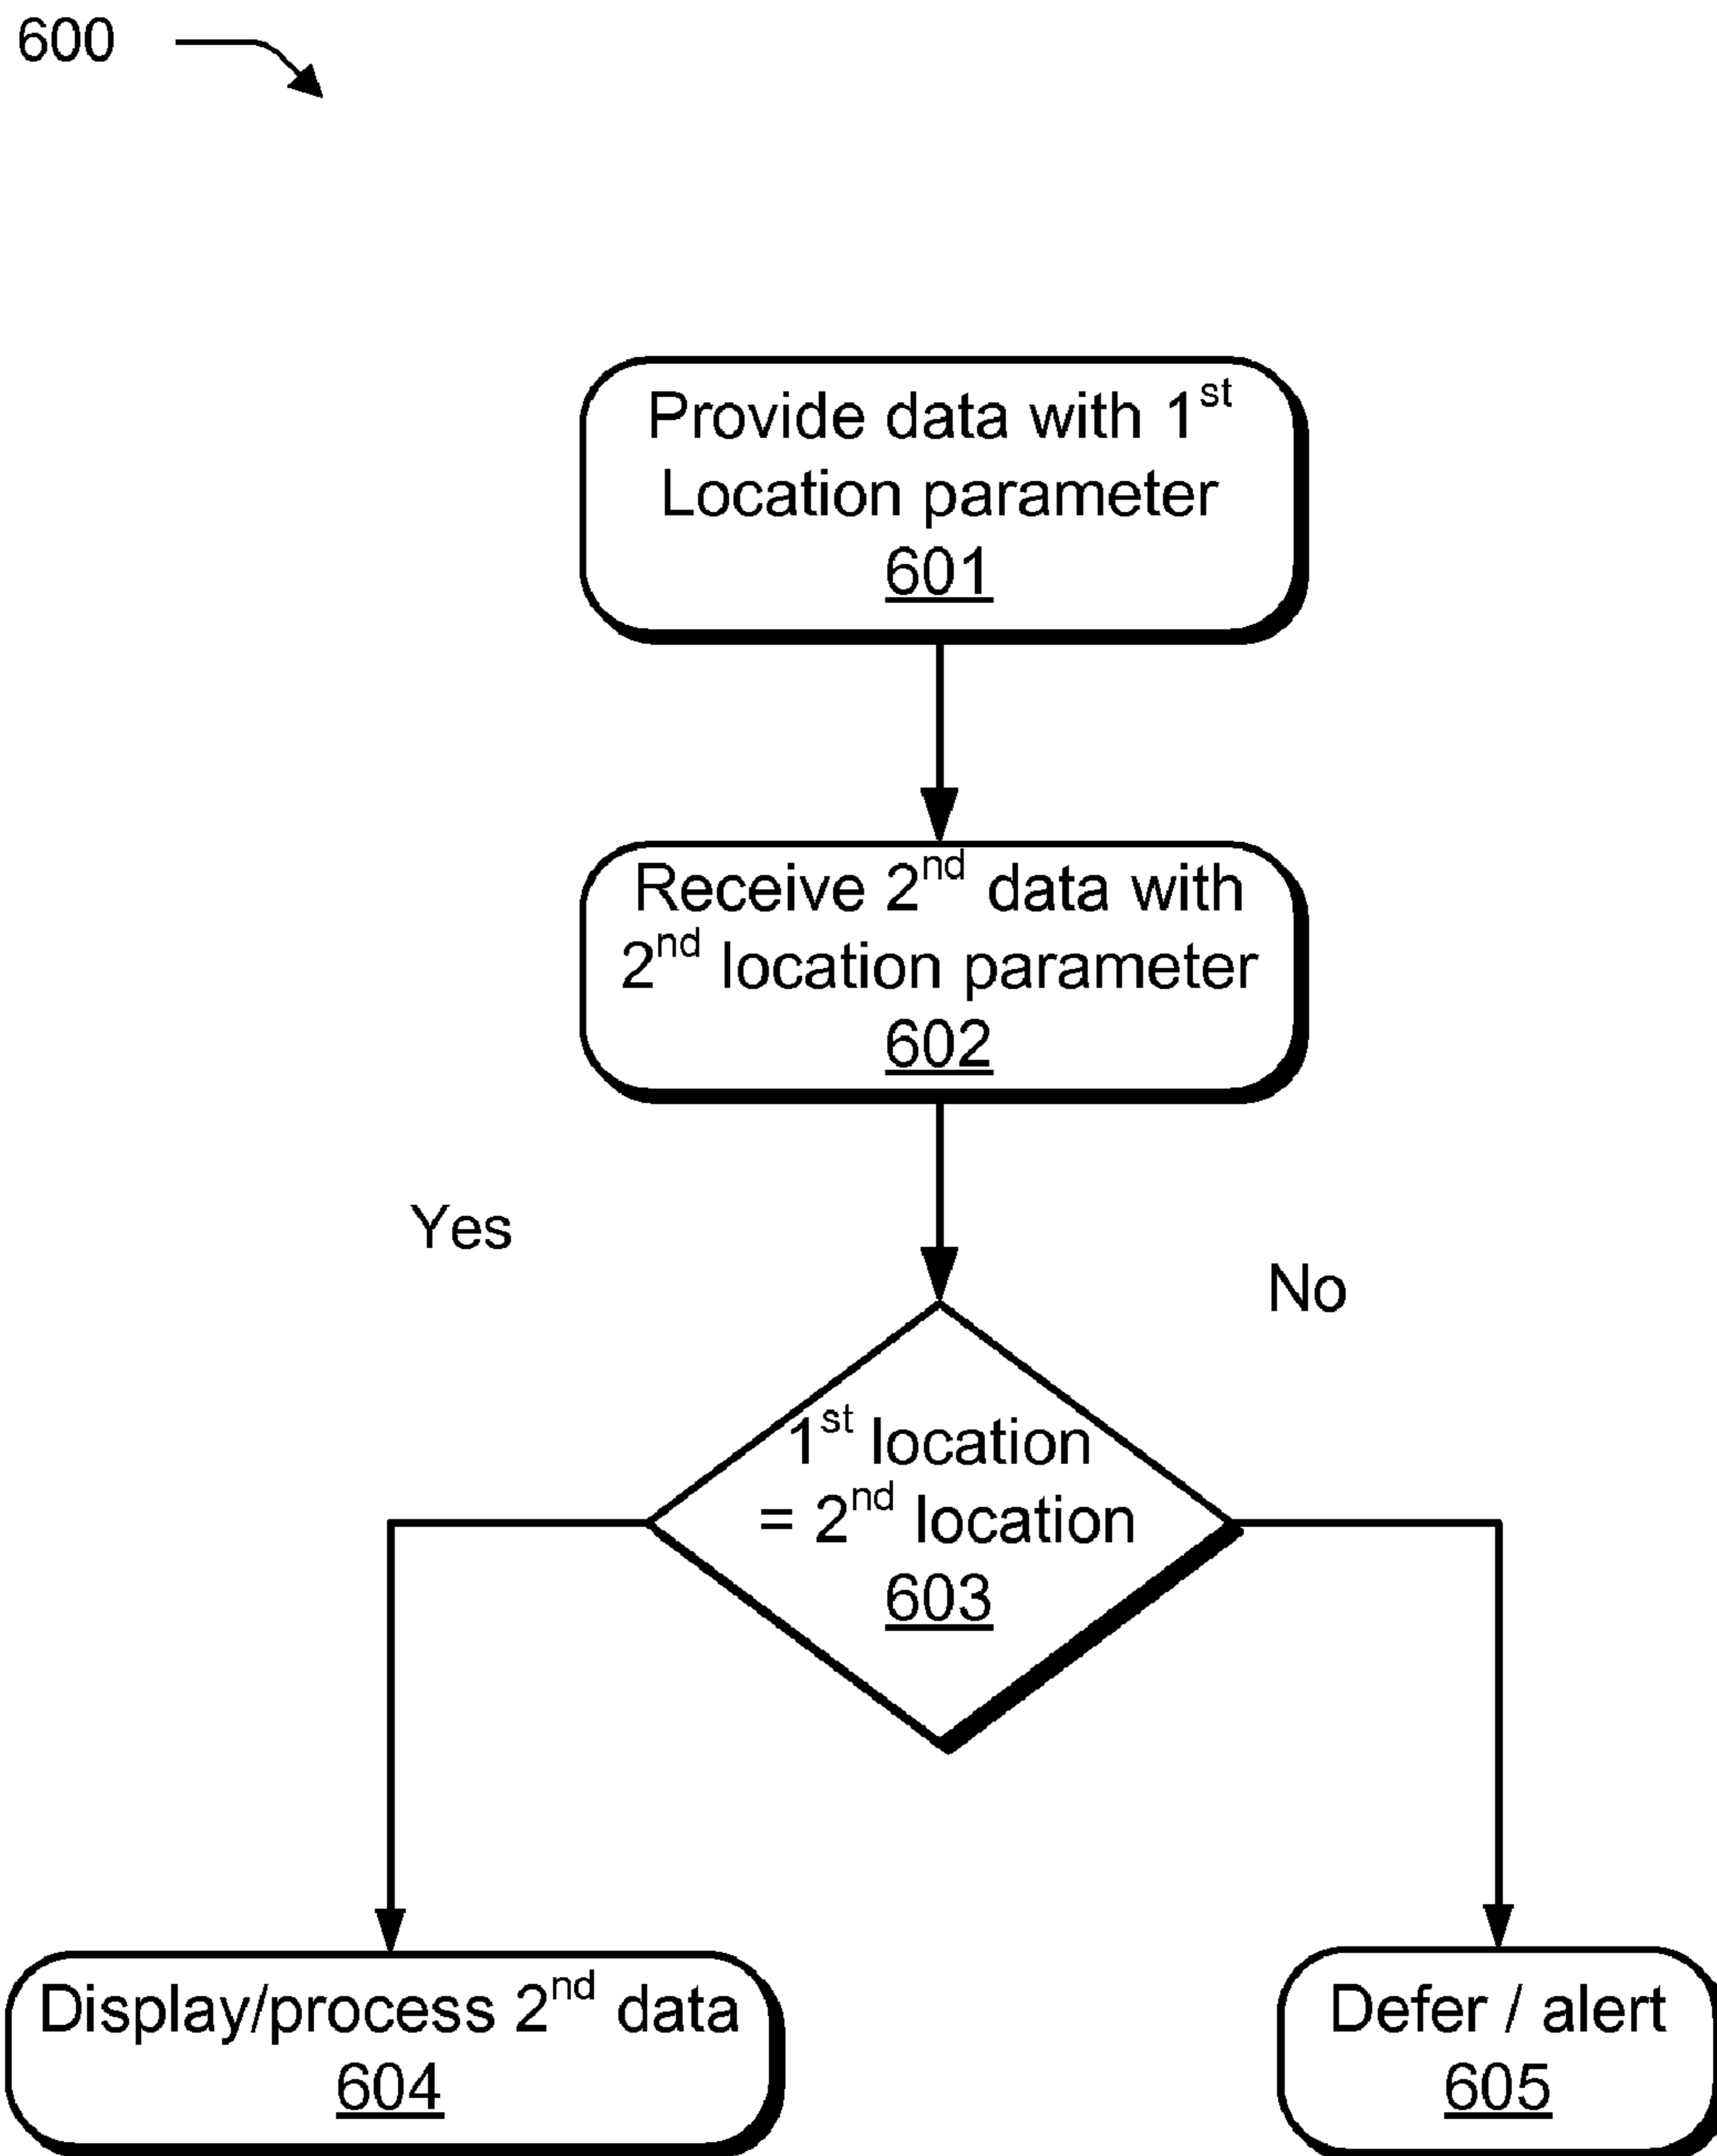 600
Provide data with 1st
Location parameter
601
Receive 2nd data with
2nd location parameter
602
Yes
No
1st location
= 2nd location
603
Display/process 2nd data
604
Defer / alert
605